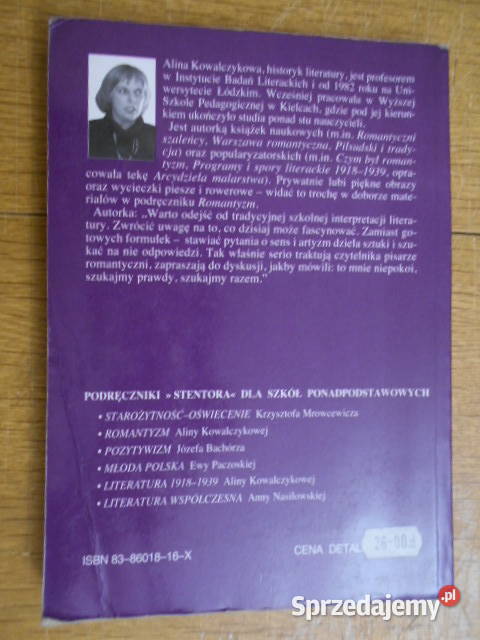 Alina Kowalczykowa, historyk literatury, jest profesorem
w Instytucie Badań Literackich i od 1982 roku na Uni-
wersytecie Łódzkim. Wcześniej pracowała w Wyższej
Szkole Pedagogicznej w Kielcach, gdzie pod jej kierun-
kiem ukończyło studia ponad stu nauczycieli.
Jest autorką książek naukowych (m.in. Romantyczni
szaleńcy, Warszawa romantyczna, Piłsudski i trady-
cja) oraz popularyzatorskich (m.in. Czym był roman-
tyzm, Programy i spory literackie 1918–1939, opra-
cowała tekę Arcydzieła malarstwa). Prywatnie lubi piękne obrazy
oraz wycieczki piesze i rowerowe – widać to trochę w doborze mate-
riałów w podręczniku Romantyzm.
Autorka: „Warto odejść od tradycyjnej szkolnej interpretacji litera-
tury. Zwrócić uwagę na to, co dzisiaj może fascynować. Zamiast go-
towych formułek – stawiać pytania o sens i artyzm dzieła sztuki i szu-
kać na nie odpowiedzi. Tak właśnie serio traktują czytelnika pisarze
romantyczni, zapraszają do dyskusji, jakby mówili: to mnie niepokoi,
szukajmy prawdy, szukajmy razem.”
PODRĘCZNIKI »STENTORA« DLA SZKÓŁ PONADPODSTAWOWYCH
• STAROŻYTNOŚĆ–OŚWIECENIE Krzysztofa Mrowcewicza
• ROMANTYZM Aliny Kowalczykowej
• POZYTYWIZM Józefa Bachórza
• MŁODA POLSKA Ewy Paczoskiej
• LITERATURA 1918–1939 Aliny Kowalczykowej
• LITERATURA WSPÓŁCZESNA Anny Nasiłowskiej
ISBN 83–86018–16–X
CENA DETAL
26-00zł
Sprzedajemy.pl